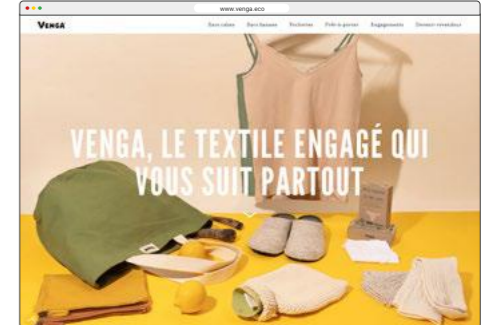 www.venga.eco
VENGA
Sacs cabas
Sacs banane
Pochettes
Prêt-à-porter
Engagements
Devenir revendeur
VENGA, LE TEXTILE ENGAGÉ QUI
VOUS SUIT PARTOUT